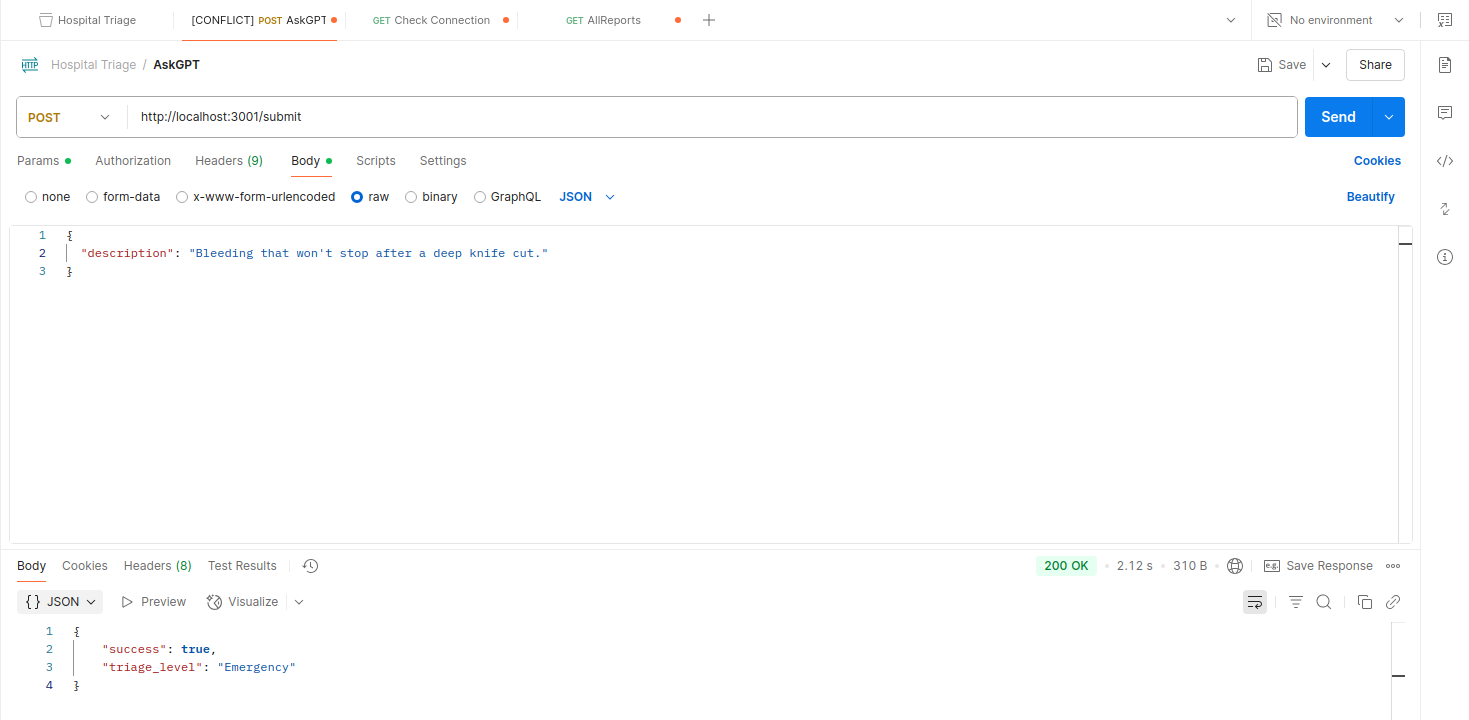 Hospital Triage
[CONFLICT] POST AskGPT
GET Check Connection
GET AllReports
No environment
HTTP
Hospital Triage / AskGPT
Save
Share
POST
http://localhost:3001/submit
Send
Params
Authorization
Headers (9)
Body
Scripts
Settings
Cookies
none
form-data
x-www-form-urlencoded
raw
binary
GraphQL
JSON
Beautify
1 {
2 "description": "Bleeding that won't stop after a deep knife cut."
3 }
Body
Cookies
Headers (8)
Test Results
200 OK
2.12 s
310 B
e.g.
Save Response
{} JSON
Preview
Visualize
1 {
2 "success": true,
3 "triage_level": "Emergency"
4 }